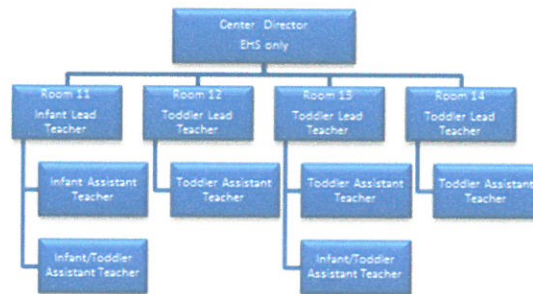 Center Director
EHS only
Room 11
Infant Lead
Teacher
Room 12
Toddler Lead
Teacher
Room 13
Toddler Lead
Teacher
Room 14
Toddler Lead
Teacher
Infant Assistant
Teacher
Toddler Assistant
Teacher
Toddler Assistant
Teacher
Toddler Assistant
Teacher
Infant/Toddler
Assistant Teacher
Infant/Toddler
Assistant Teacher